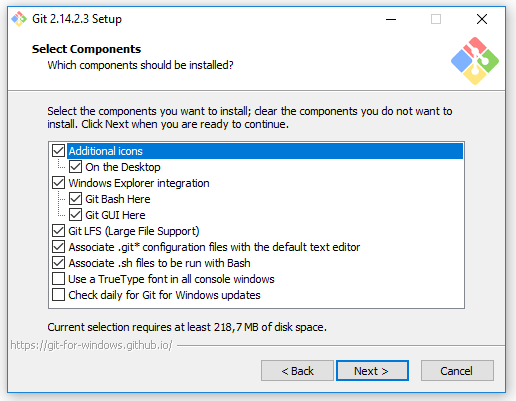 Git 2.14.2.3 Setup
Select Components
Which components should be installed?
Select the components you want to install; clear the components you do not want to
install. Click Next when you are ready to continue.
Additional icons
On the Desktop
Windows Explorer integration
Git Bash Here
Git GUI Here
Git LFS (Large File Support)
Associate .git* configuration files with the default text editor
Associate .sh files to be run with Bash
Use a TrueType font in all console windows
Check daily for Git for Windows updates
Current selection requires at least 218,7 MB of disk space.
https://git-for-windows.github.io/
< Back
Next >
Cancel